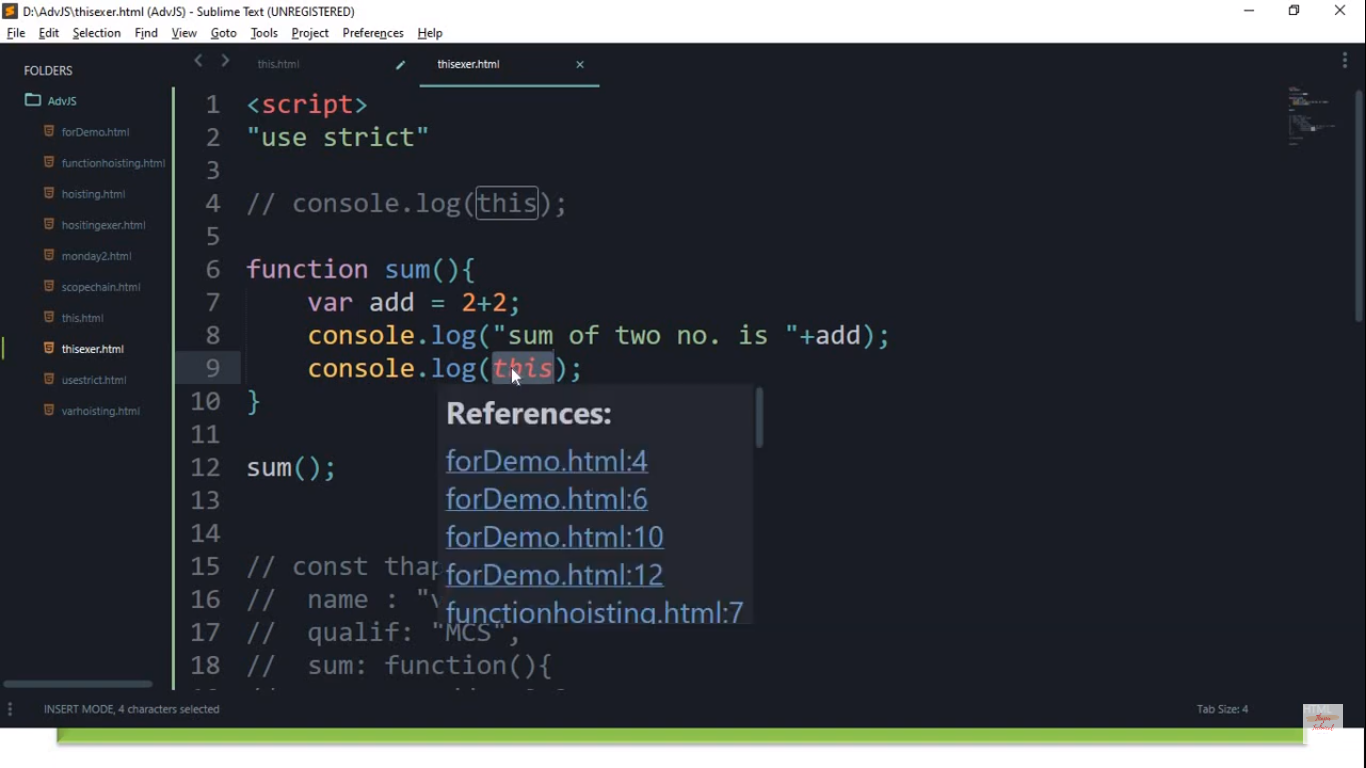 D:\AdvJS\thisexer.html (AdvJS) - Sublime Text (UNREGISTERED)
File Edit Selection Find View Goto Tools Project Preferences Help
FOLDERS
AdvJS
forDemo.html
functionhoisting.html
hoisting.html
hositingexer.html
monday2.html
scopechain.html
this.html
thisexer.html
usestrict.html
varhoisting.html
this.html thisexer.html
1 <script>
2 "use strict"
3
4 // console.log(this);
5
6 function sum(){
7 var add = 2+2;
8 console.log("sum of two no. is "+add);
9 console.log(this);
10 }
11
12 sum();
13
14
15 // const thap
16 // name : "
17 // qualif: "MCS",
18 // sum: function(){
References:
forDemo.html:4
forDemo.html:6
forDemo.html:10
forDemo.html:12
functionhoisting.html:7
INSERT MODE, 4 characters selected
Tab Size: 4
HTML
Thapa
Technical